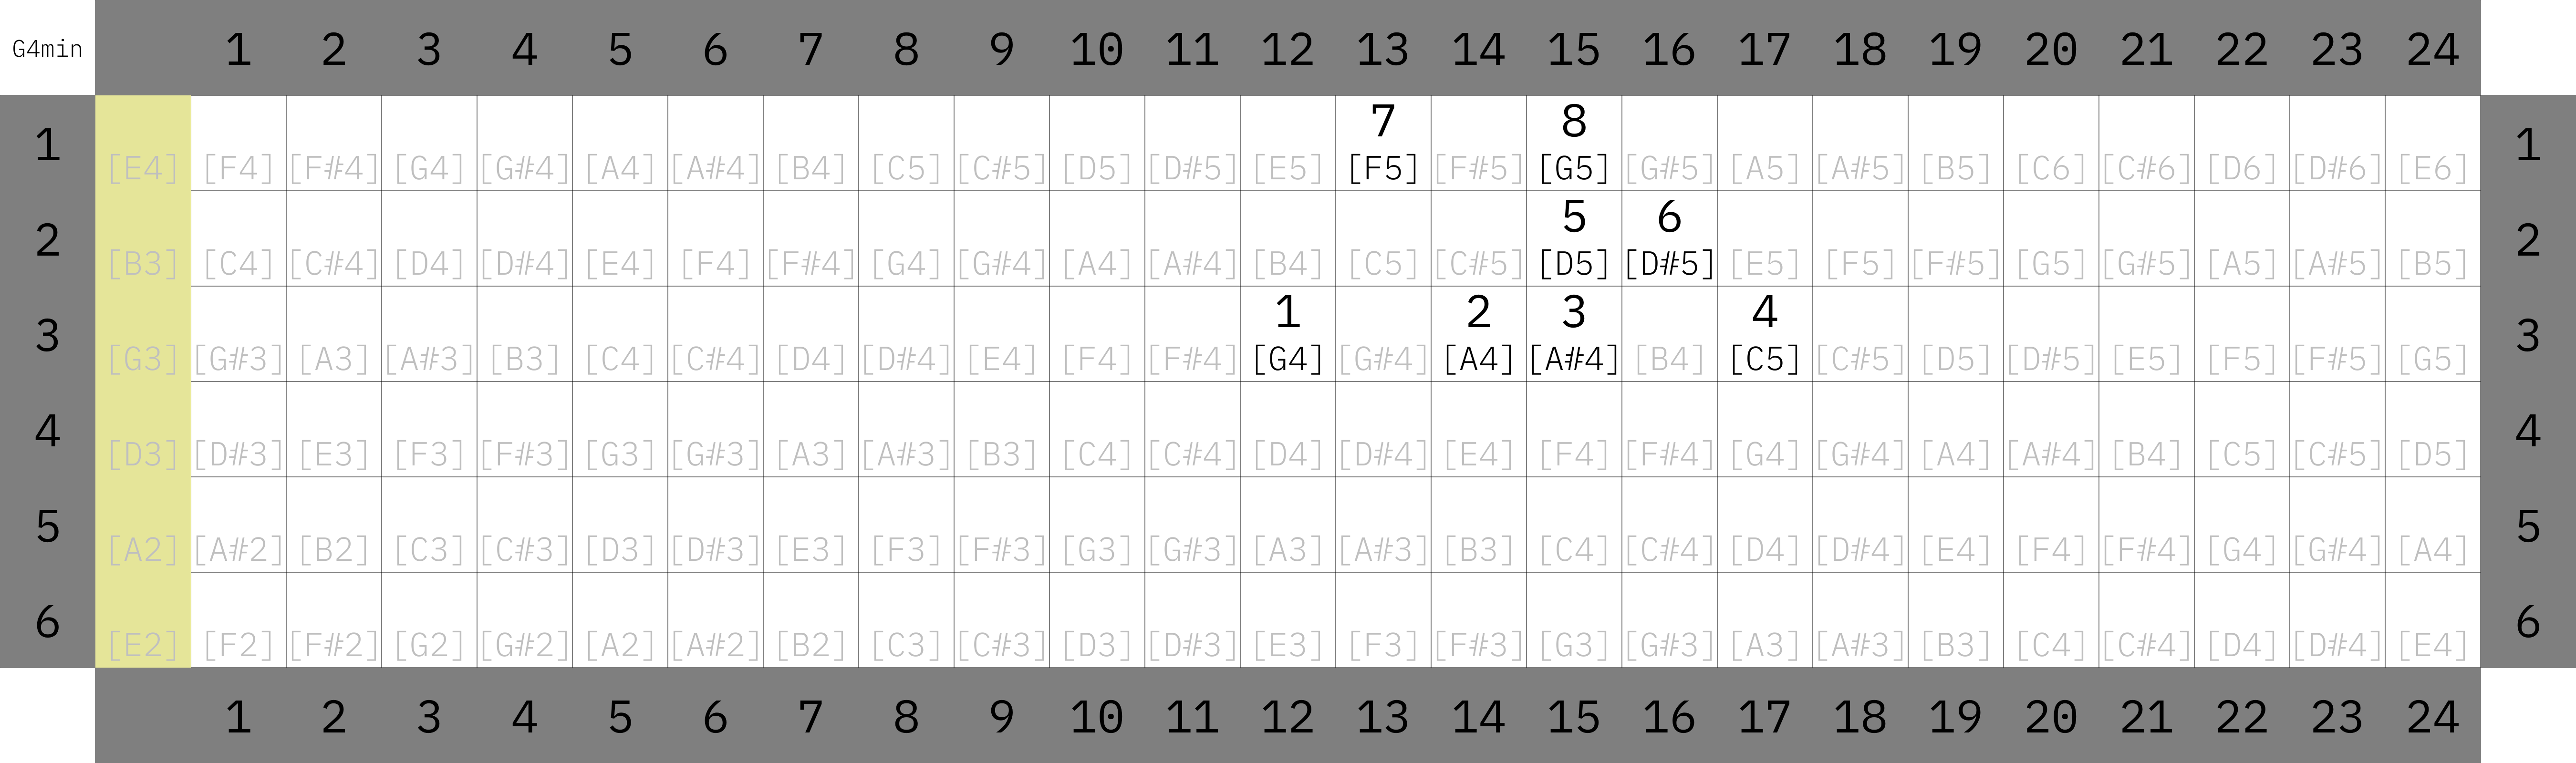 G4min 1 2 3 4 5 6 7 8 9 10 11 12 13 14 15 16 17 18 19 20 21 22 23 24
7 8
1 [E4] [F4] [F#4] [G4] [G#4] [A4] [A#4] [B4] [C5] [C#5] [D5] [D#5] [E5] [F5] [F#5] [G5] [G#5] [A5] [A#5] [B5] [C6] [C#6] [D6] [D#6] [E6] 1
5 6
2 [B3] [C4] [C#4] [D4] [D#4] [E4] [F4] [F#4] [G4] [G#4] [A4] [A#4] [B4] [C5] [C#5] [D5] [D#5] [E5] [F5] [F#5] [G5] [G#5] [A5] [A#5] [B5] 2
1 2 3 4
3 [G3] [G#3] [A3] [A#3] [B3] [C4] [C#4] [D4] [D#4] [E4] [F4] [F#4] [G4] [G#4] [A4] [A#4] [B4] [C5] [C#5] [D5] [D#5] [E5] [F5] [F#5] [G5] 3
4 [D3] [D#3] [E3] [F3] [F#3] [G3] [G#3] [A3] [A#3] [B3] [C4] [C#4] [D4] [D#4] [E4] [F4] [F#4] [G4] [G#4] [A4] [A#4] [B4] [C5] [C#5] [D5] 4
5 [A2] [A#2] [B2] [C3] [C#3] [D3] [D#3] [E3] [F3] [F#3] [G3] [G#3] [A3] [A#3] [B3] [C4] [C#4] [D4] [D#4] [E4] [F4] [F#4] [G4] [G#4] [A4] 5
6 [E2] [F2] [F#2] [G2] [G#2] [A2] [A#2] [B2] [C3] [C#3] [D3] [D#3] [E3] [F3] [F#3] [G3] [G#3] [A3] [A#3] [B3] [C4] [C#4] [D4] [D#4] [E4] 6
1 2 3 4 5 6 7 8 9 10 11 12 13 14 15 16 17 18 19 20 21 22 23 24